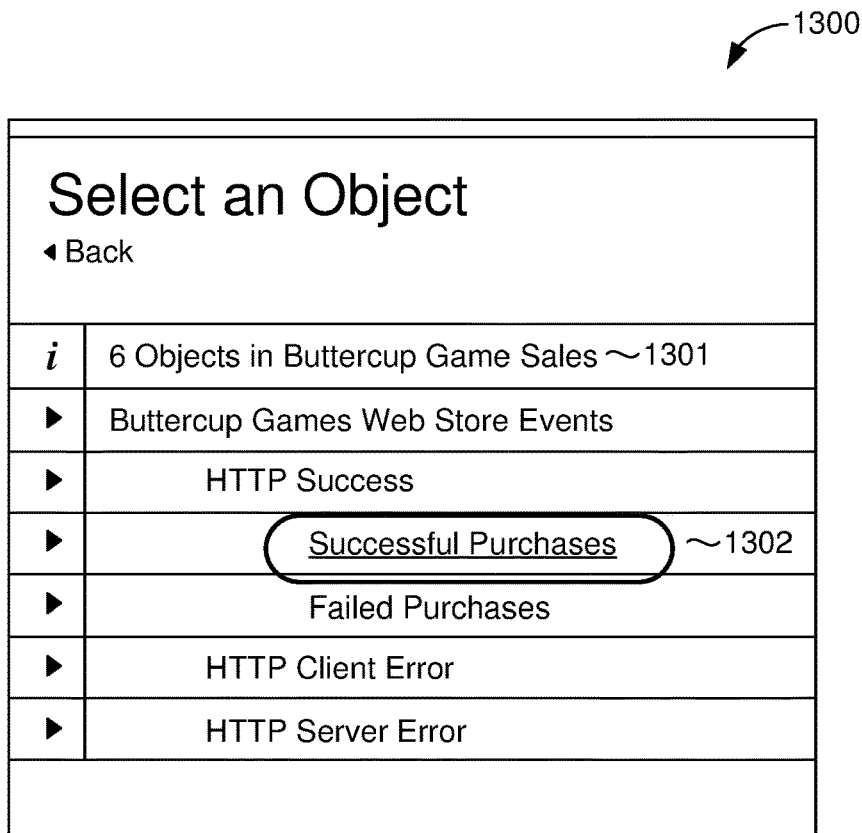 1300
Select an Object
Back
i 6 Objects in Buttercup Game Sales 1301
Buttercup Games Web Store Events
HTTP Success
Successful Purchases 1302
Failed Purchases
HTTP Client Error
HTTP Server Error